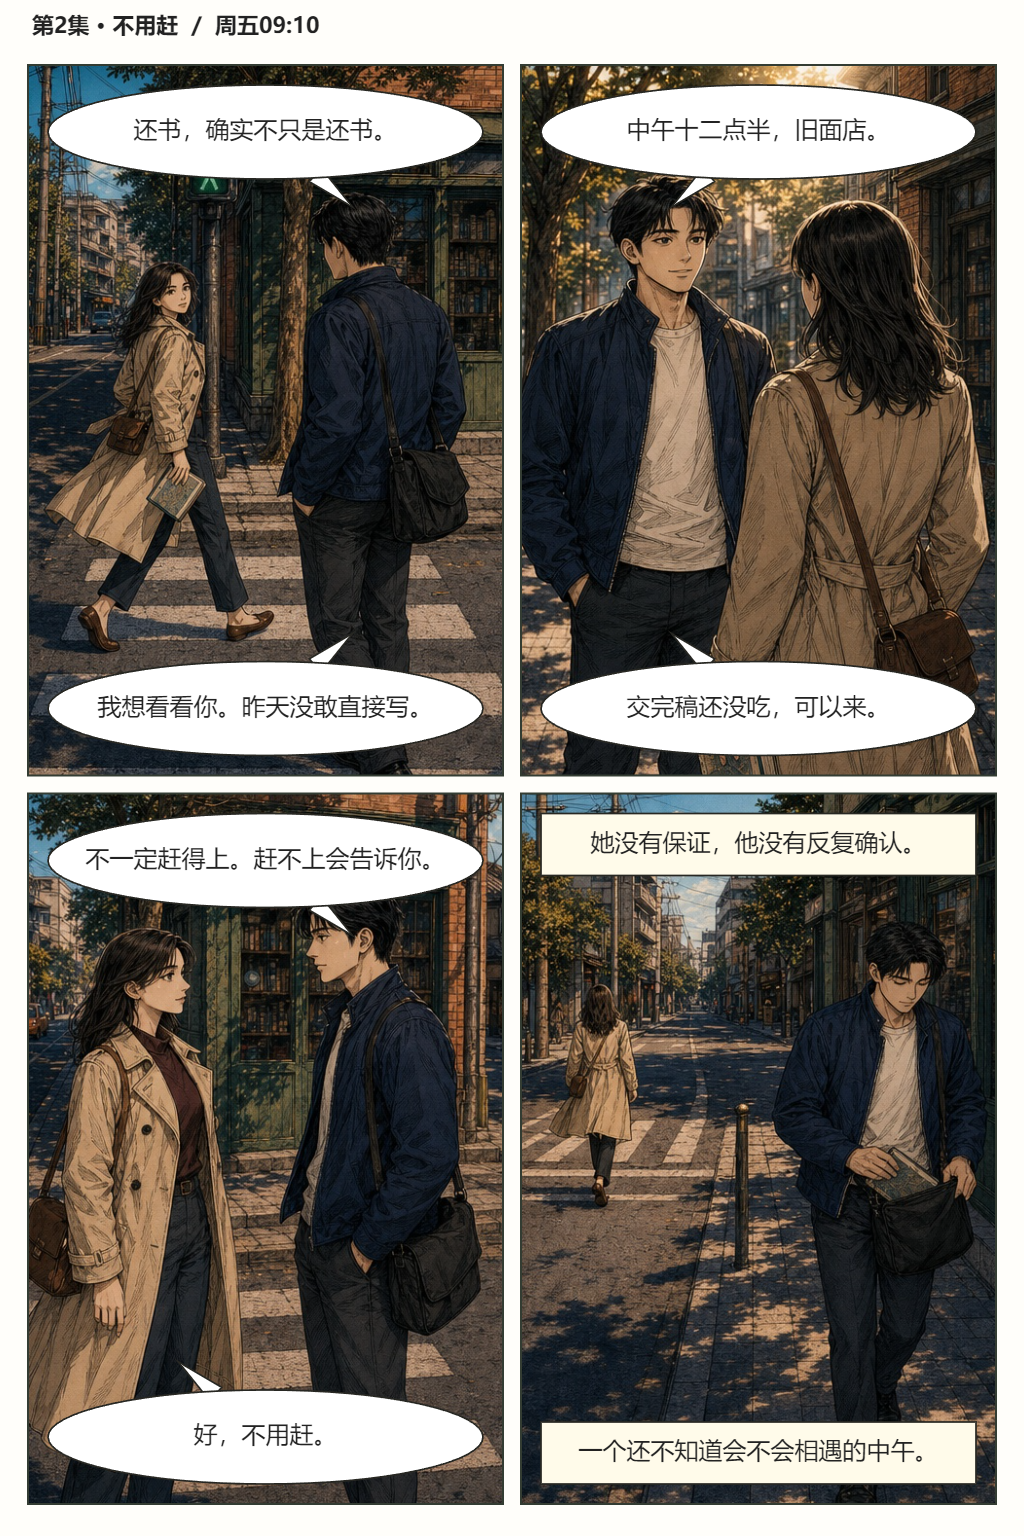 第2集 · 不用赶 / 周五09:10
还书，确实不只是还书。
我想看看你。昨天没敢直接写。
中午十二点半，旧面店。
交完稿还没吃，可以来。
不一定赶得上。赶不上会告诉你。
好，不用赶。
她没有保证，他没有反复确认。
一个还不知道会不会相遇的中午。